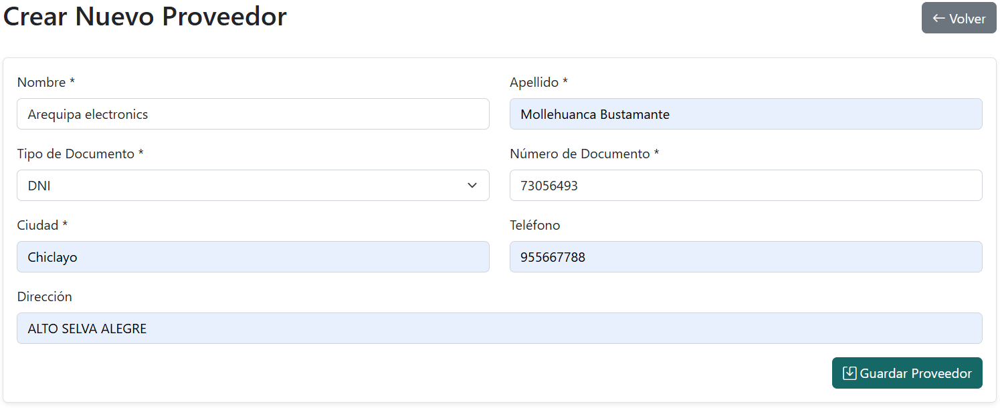 Crear Nuevo Proveedor
← Volver
Nombre *
Apellido *
Arequipa electronics
Mollehuanca Bustamante
Tipo de Documento *
Número de Documento *
DNI
73056493
Ciudad *
Teléfono
Chiclayo
955667788
Dirección
ALTO SELVA ALEGRE
Guardar Proveedor